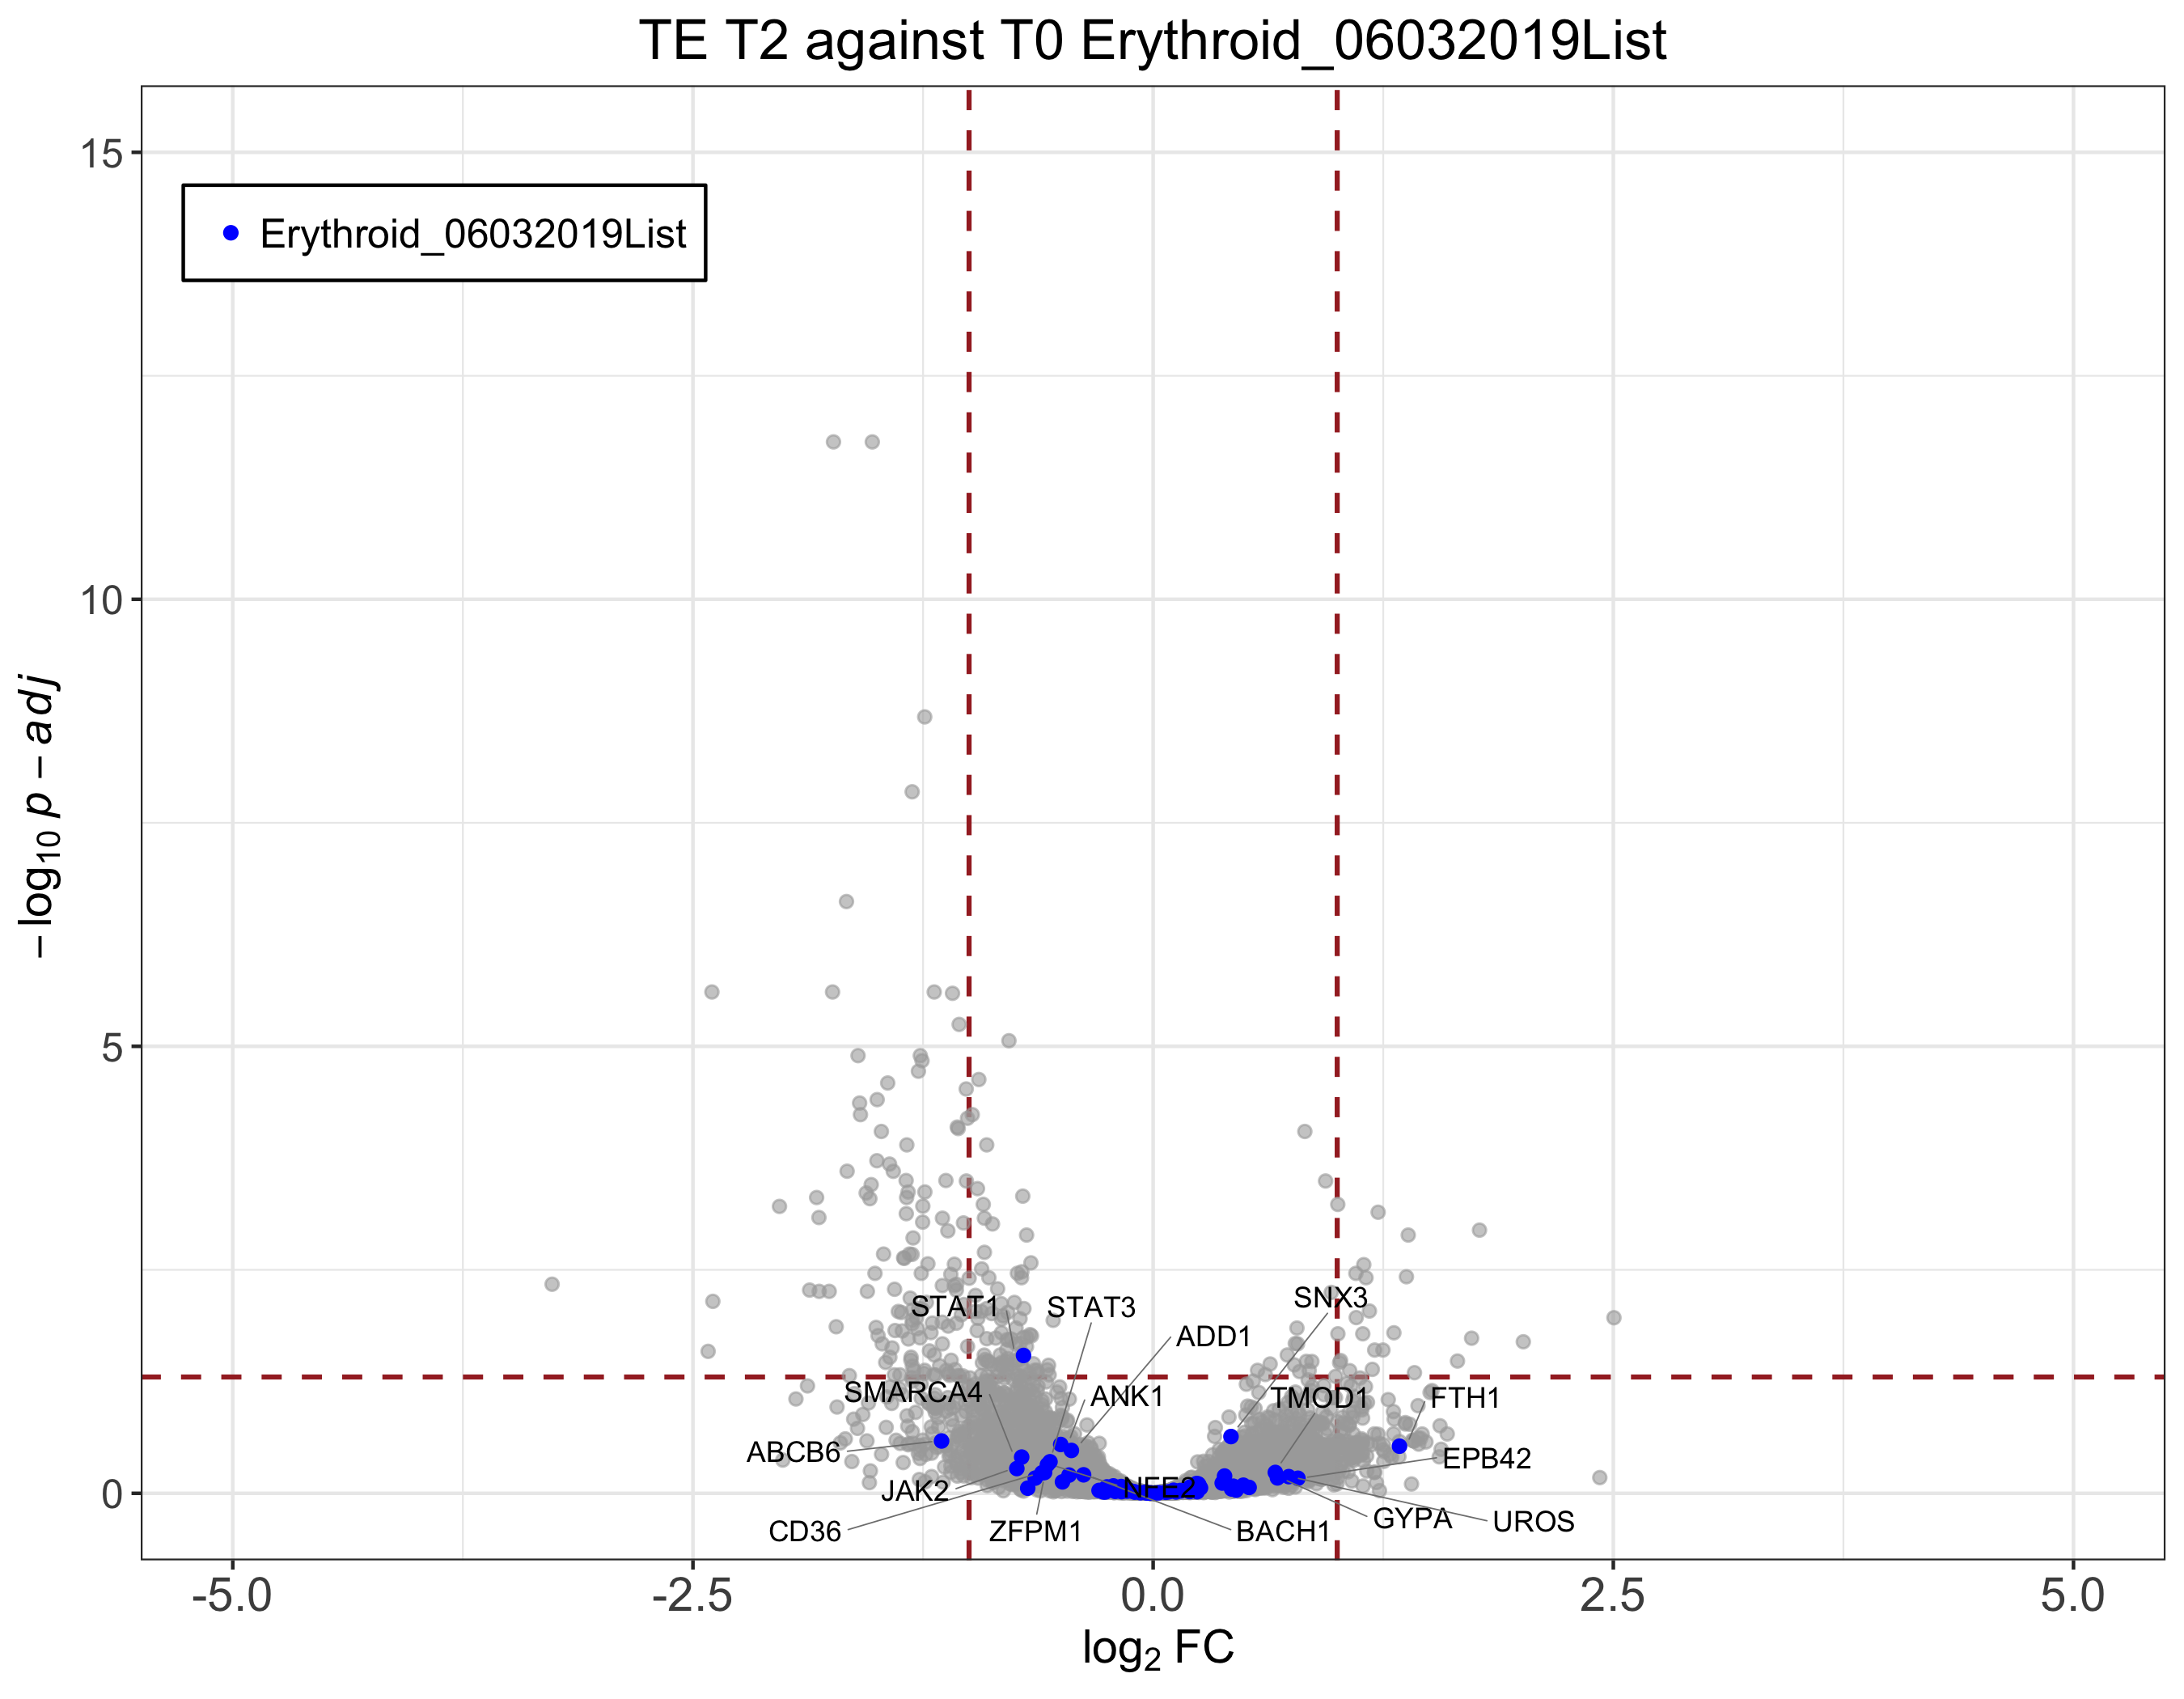 TE T2 against T0 Erythroid_06032019List
15
Erythroid_06032019List
10
−log10 p − adj
5
STAT1
STAT3
SNX3
ADD1
SMARCA4
ANK1
TMOD1
FTH1
ABCB6
EPB42
JAK2
NFE2
0
CD36
ZFPM1
BACH1
GYPA
UROS
-5.0
-2.5
0.0
2.5
5.0
log2 FC